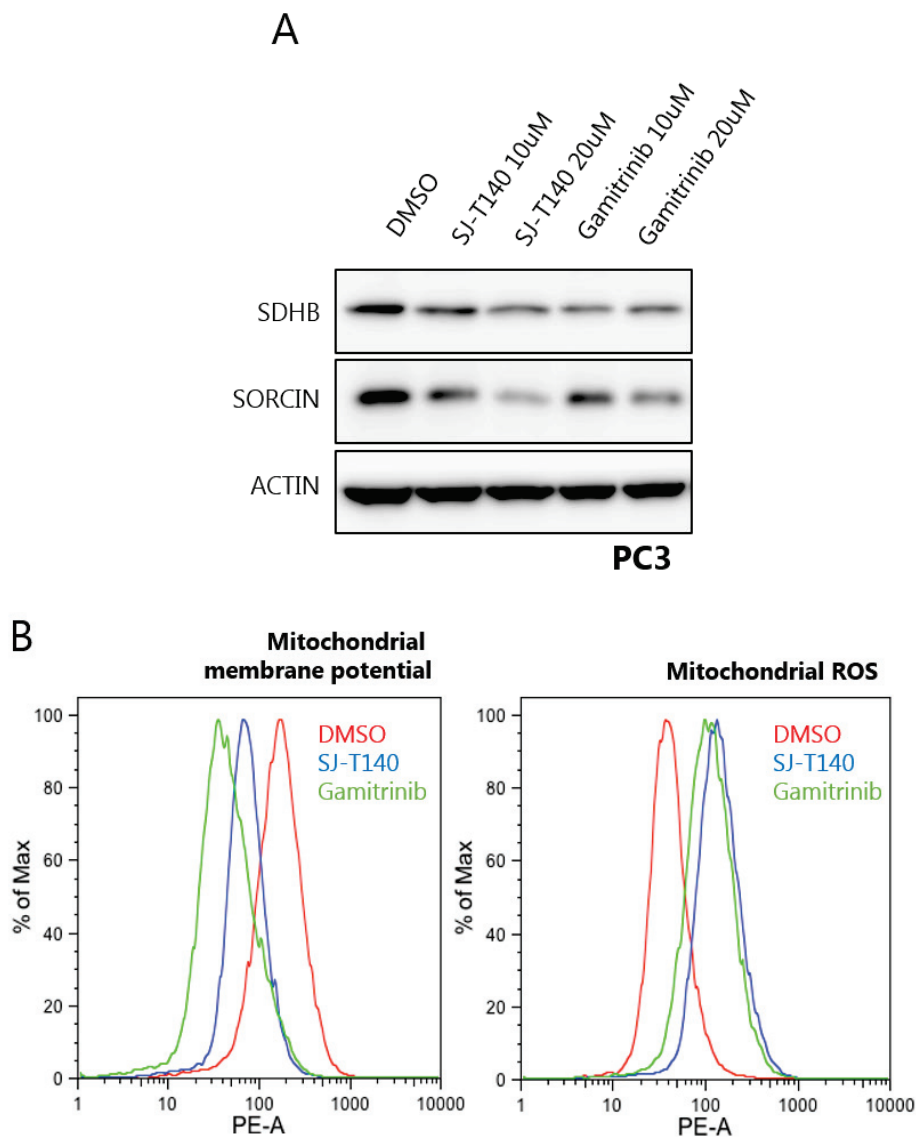 A
DMSO
SJ-T140 10uM
SJ-T140 20uM
Gamitrinib 10uM
Gamitrinib 20uM
SDHB
SORCIN
ACTIN
PC3
B
Mitochondrial
membrane potential
100
80
60
40
20
0
% of Max
DMSO
SJ-T140
Gamitrinib
1
10
100
1000
10000
PE-A
Mitochondrial ROS
100
80
60
40
20
0
% of Max
DMSO
SJ-T140
Gamitrinib
1
10
100
1000
10000
PE-A